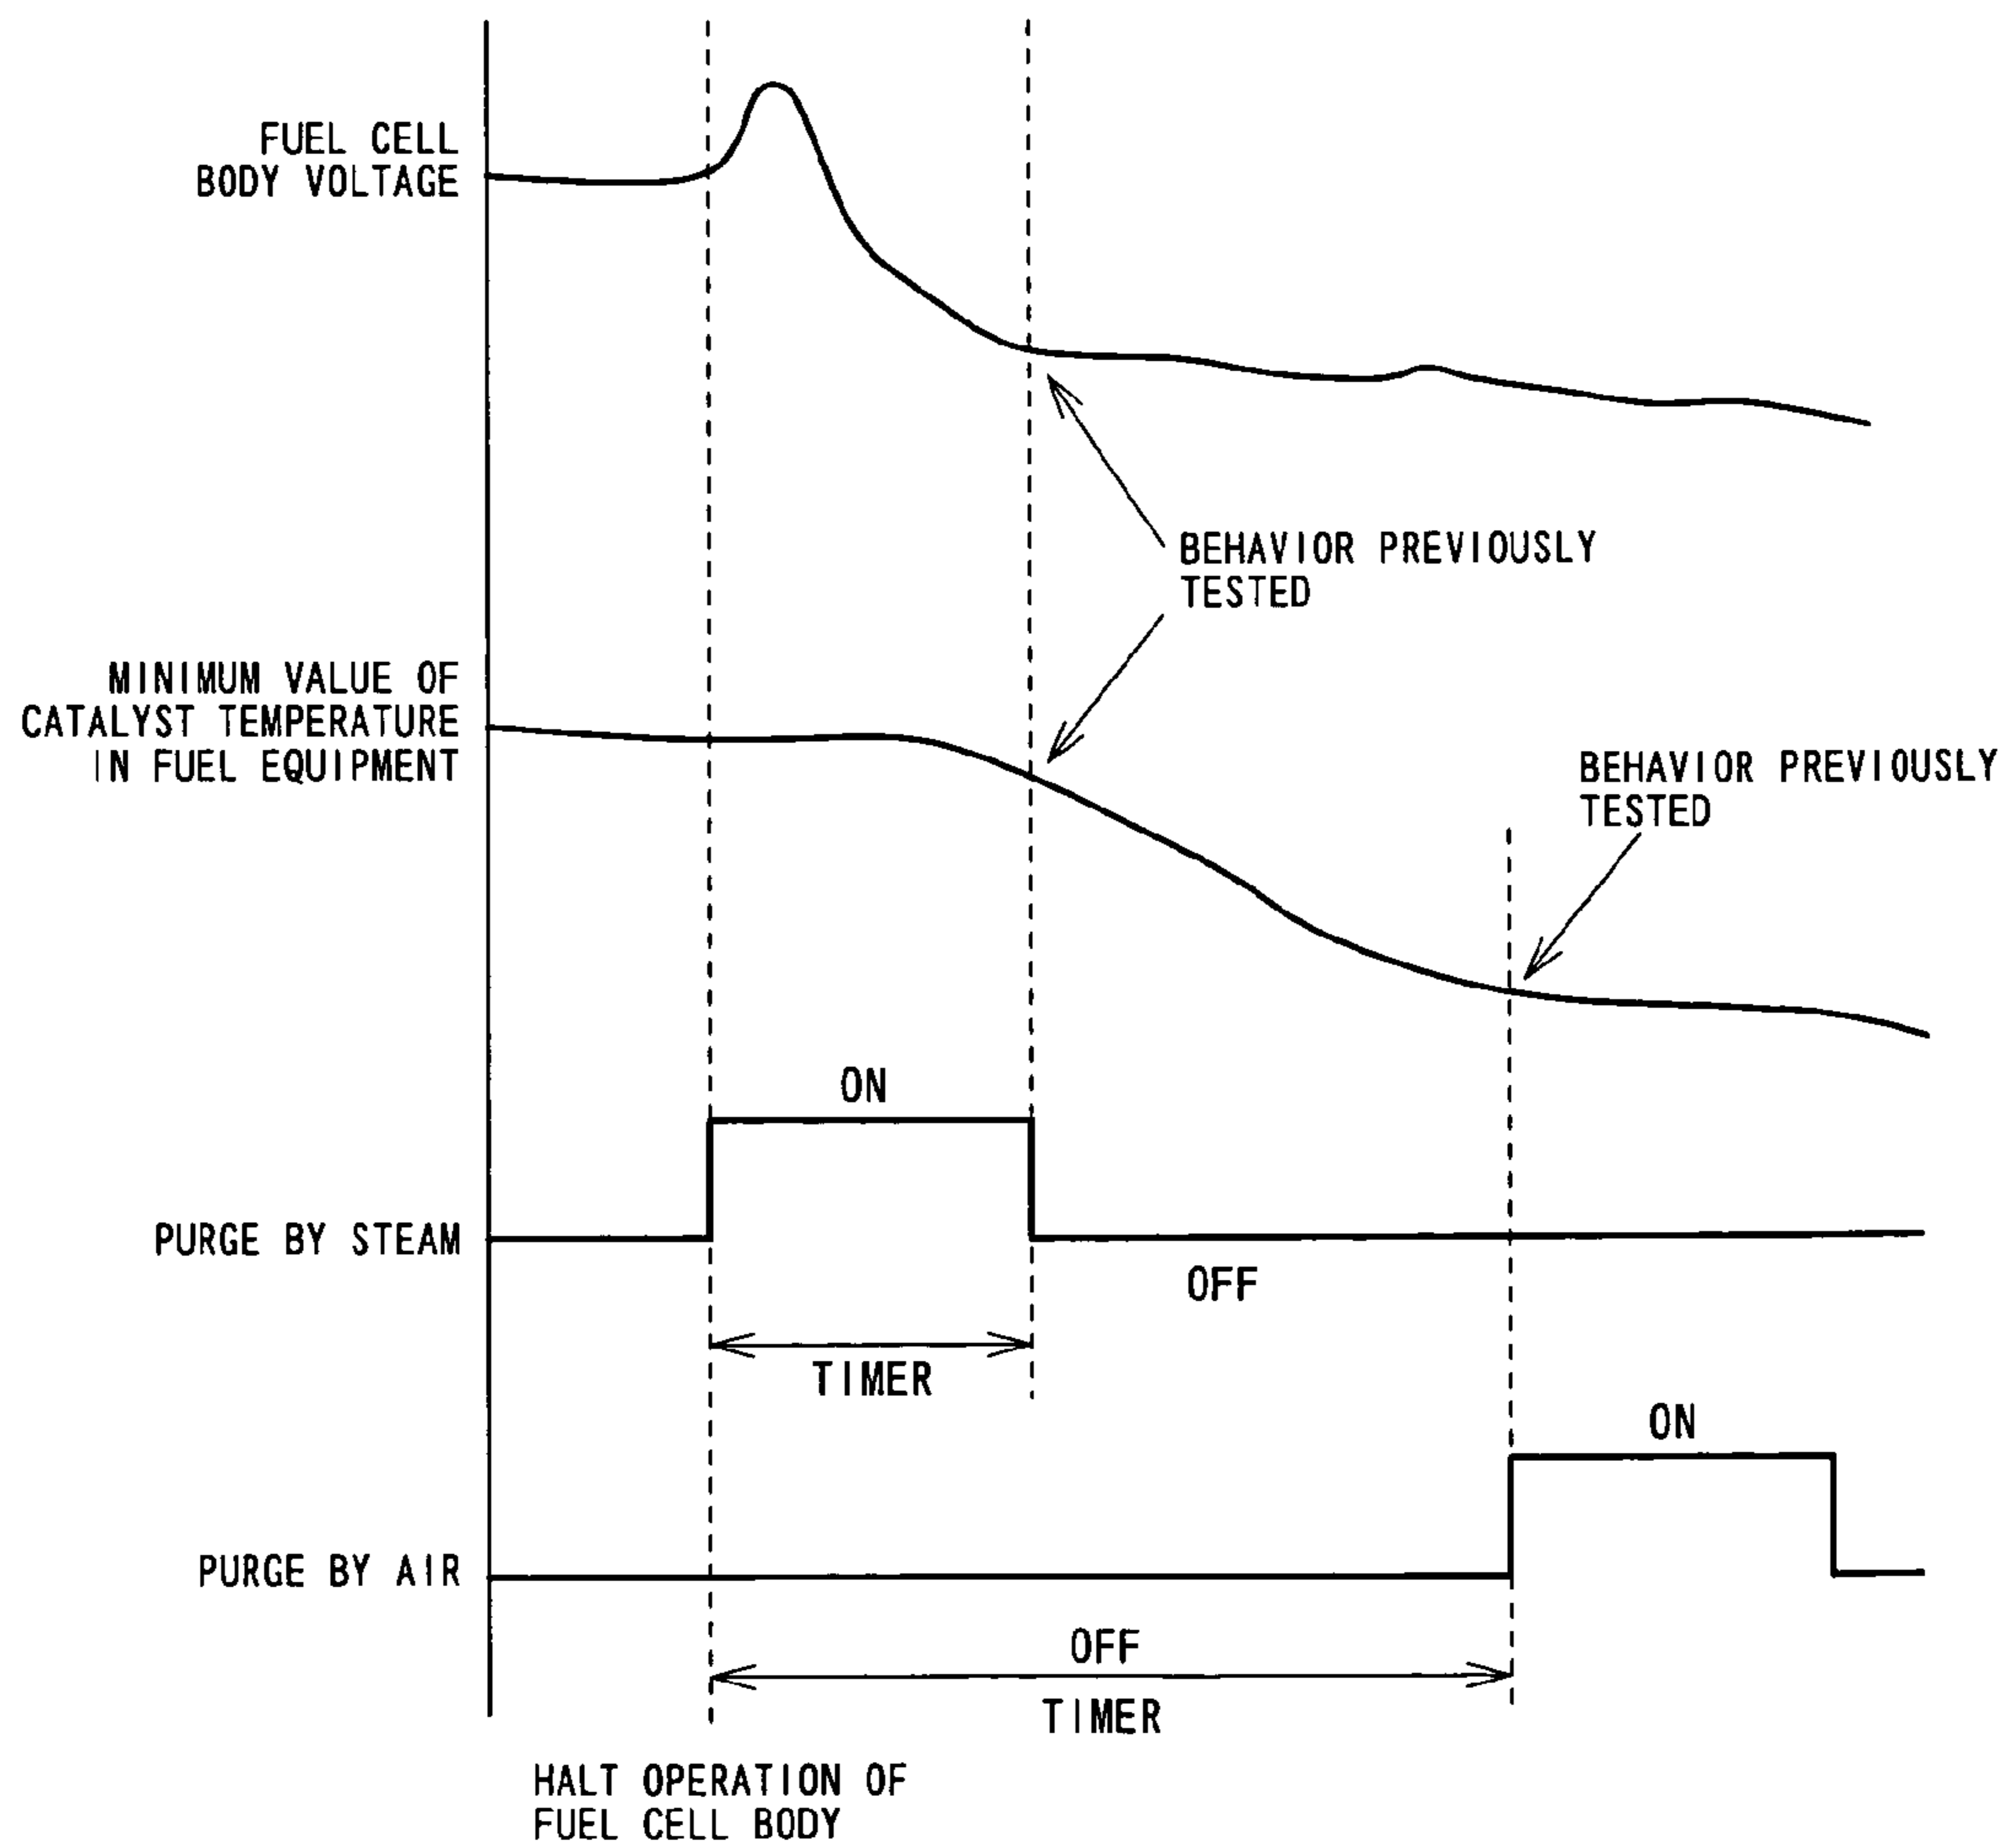 FUEL CELL
BODY VOLTAGE
BEHAVIOR PREVIOUSLY
TESTED
MINIMUM VALUE OF
CATALYST TEMPERATURE
IN FUEL EQUIPMENT
BEHAVIOR PREVIOUSLY
TESTED
ON
PURGE BY STEAM
OFF
TIMER
ON
PURGE BY AIR
OFF
TIMER
HALT OPERATION OF
FUEL CELL BODY